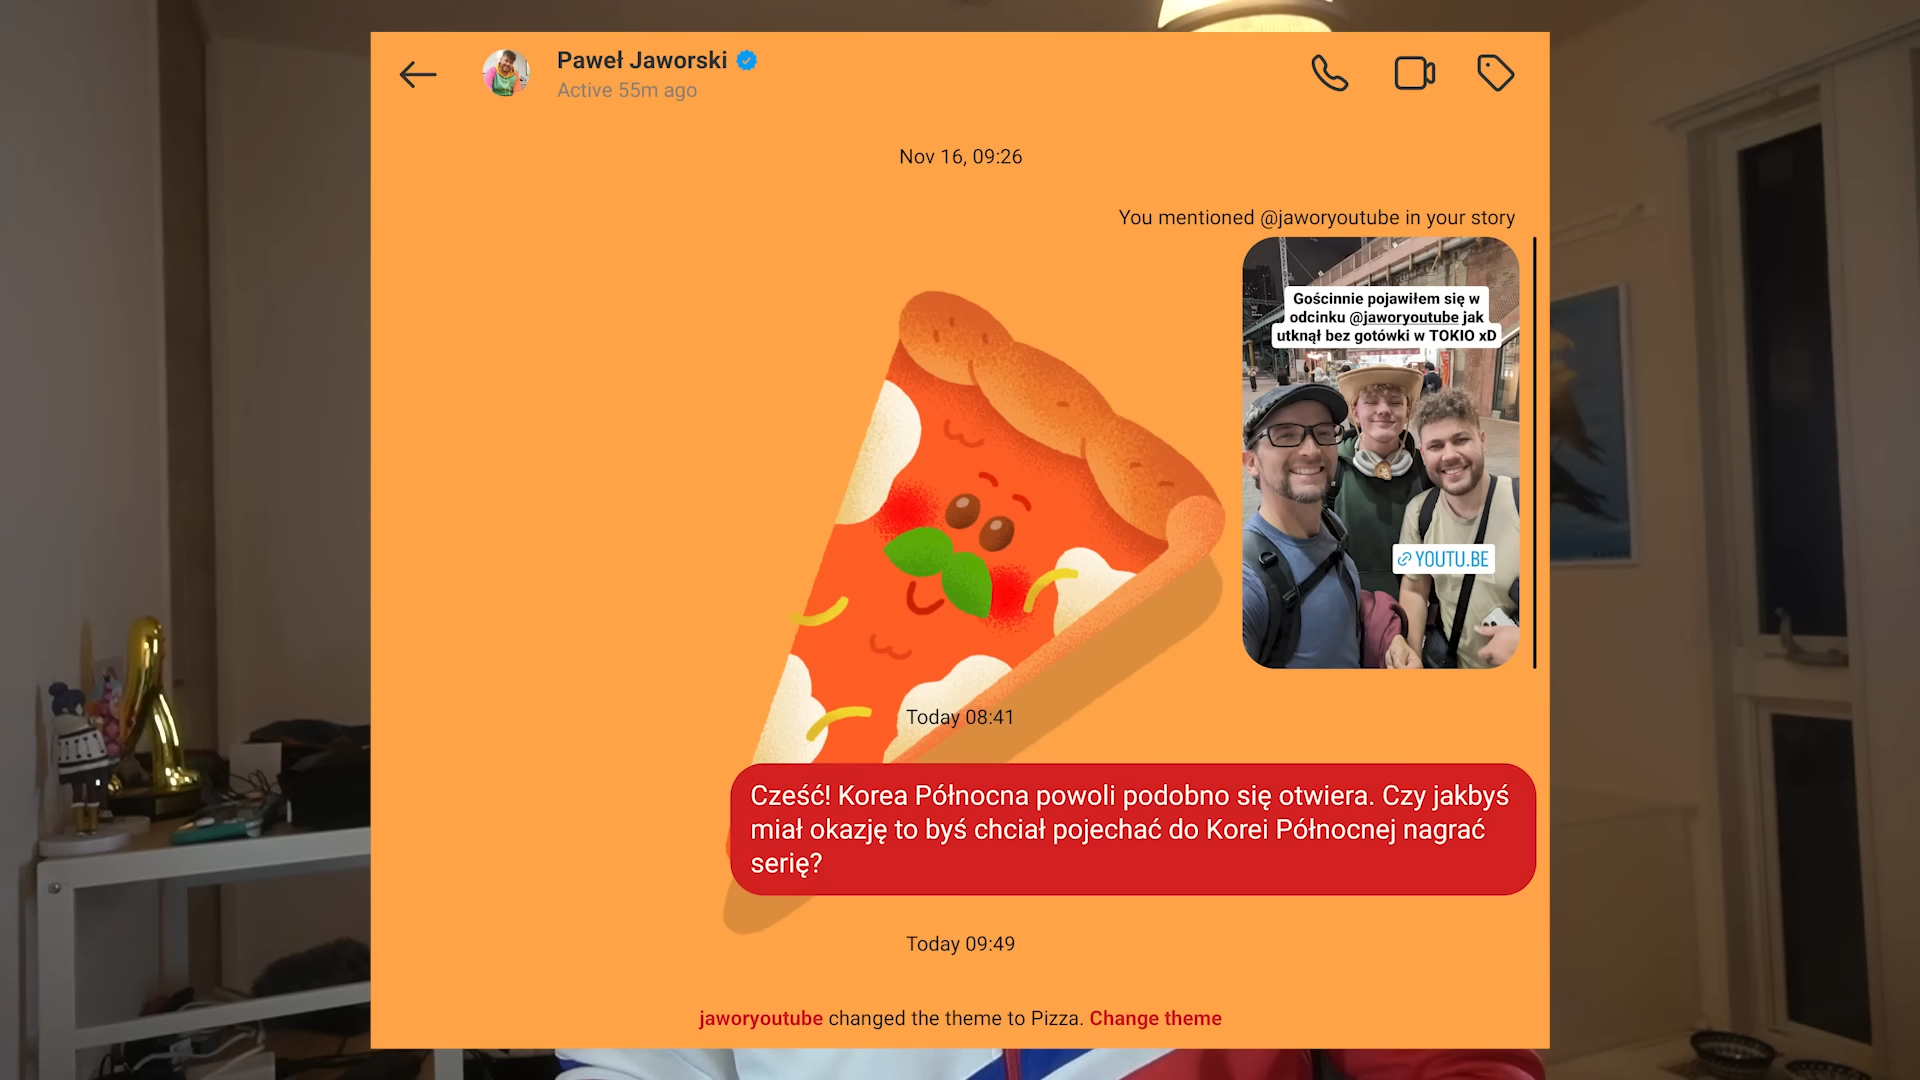 Paweł Jaworski
Active 55m ago
Nov 16, 09:26
You mentioned @jaworyoutube in your story
Gościnnie pojawiłem się w
odcinku @jaworyoutube jak
utknął bez gotówki w TOKIO xD
YOUTU.BE
Today 08:41
Cześć! Korea Północna powoli podobno się otwiera. Czy jakbyś
miał okazję to byś chciał pojechać do Korei Północnej nagrać
serię?
Today 09:49
jaworyoutube changed the theme to Pizza. Change theme